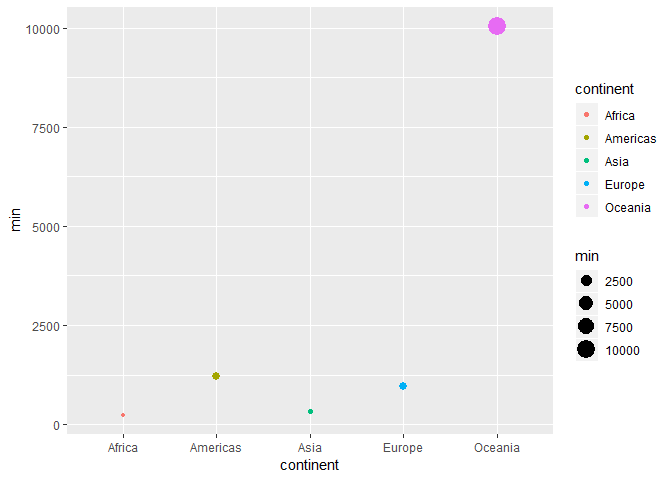 10000
7500
5000
2500
0
min
Africa
Americas
Asia
Europe
Oceania
continent
continent
Africa
Americas
Asia
Europe
Oceania
min
2500
5000
7500
10000